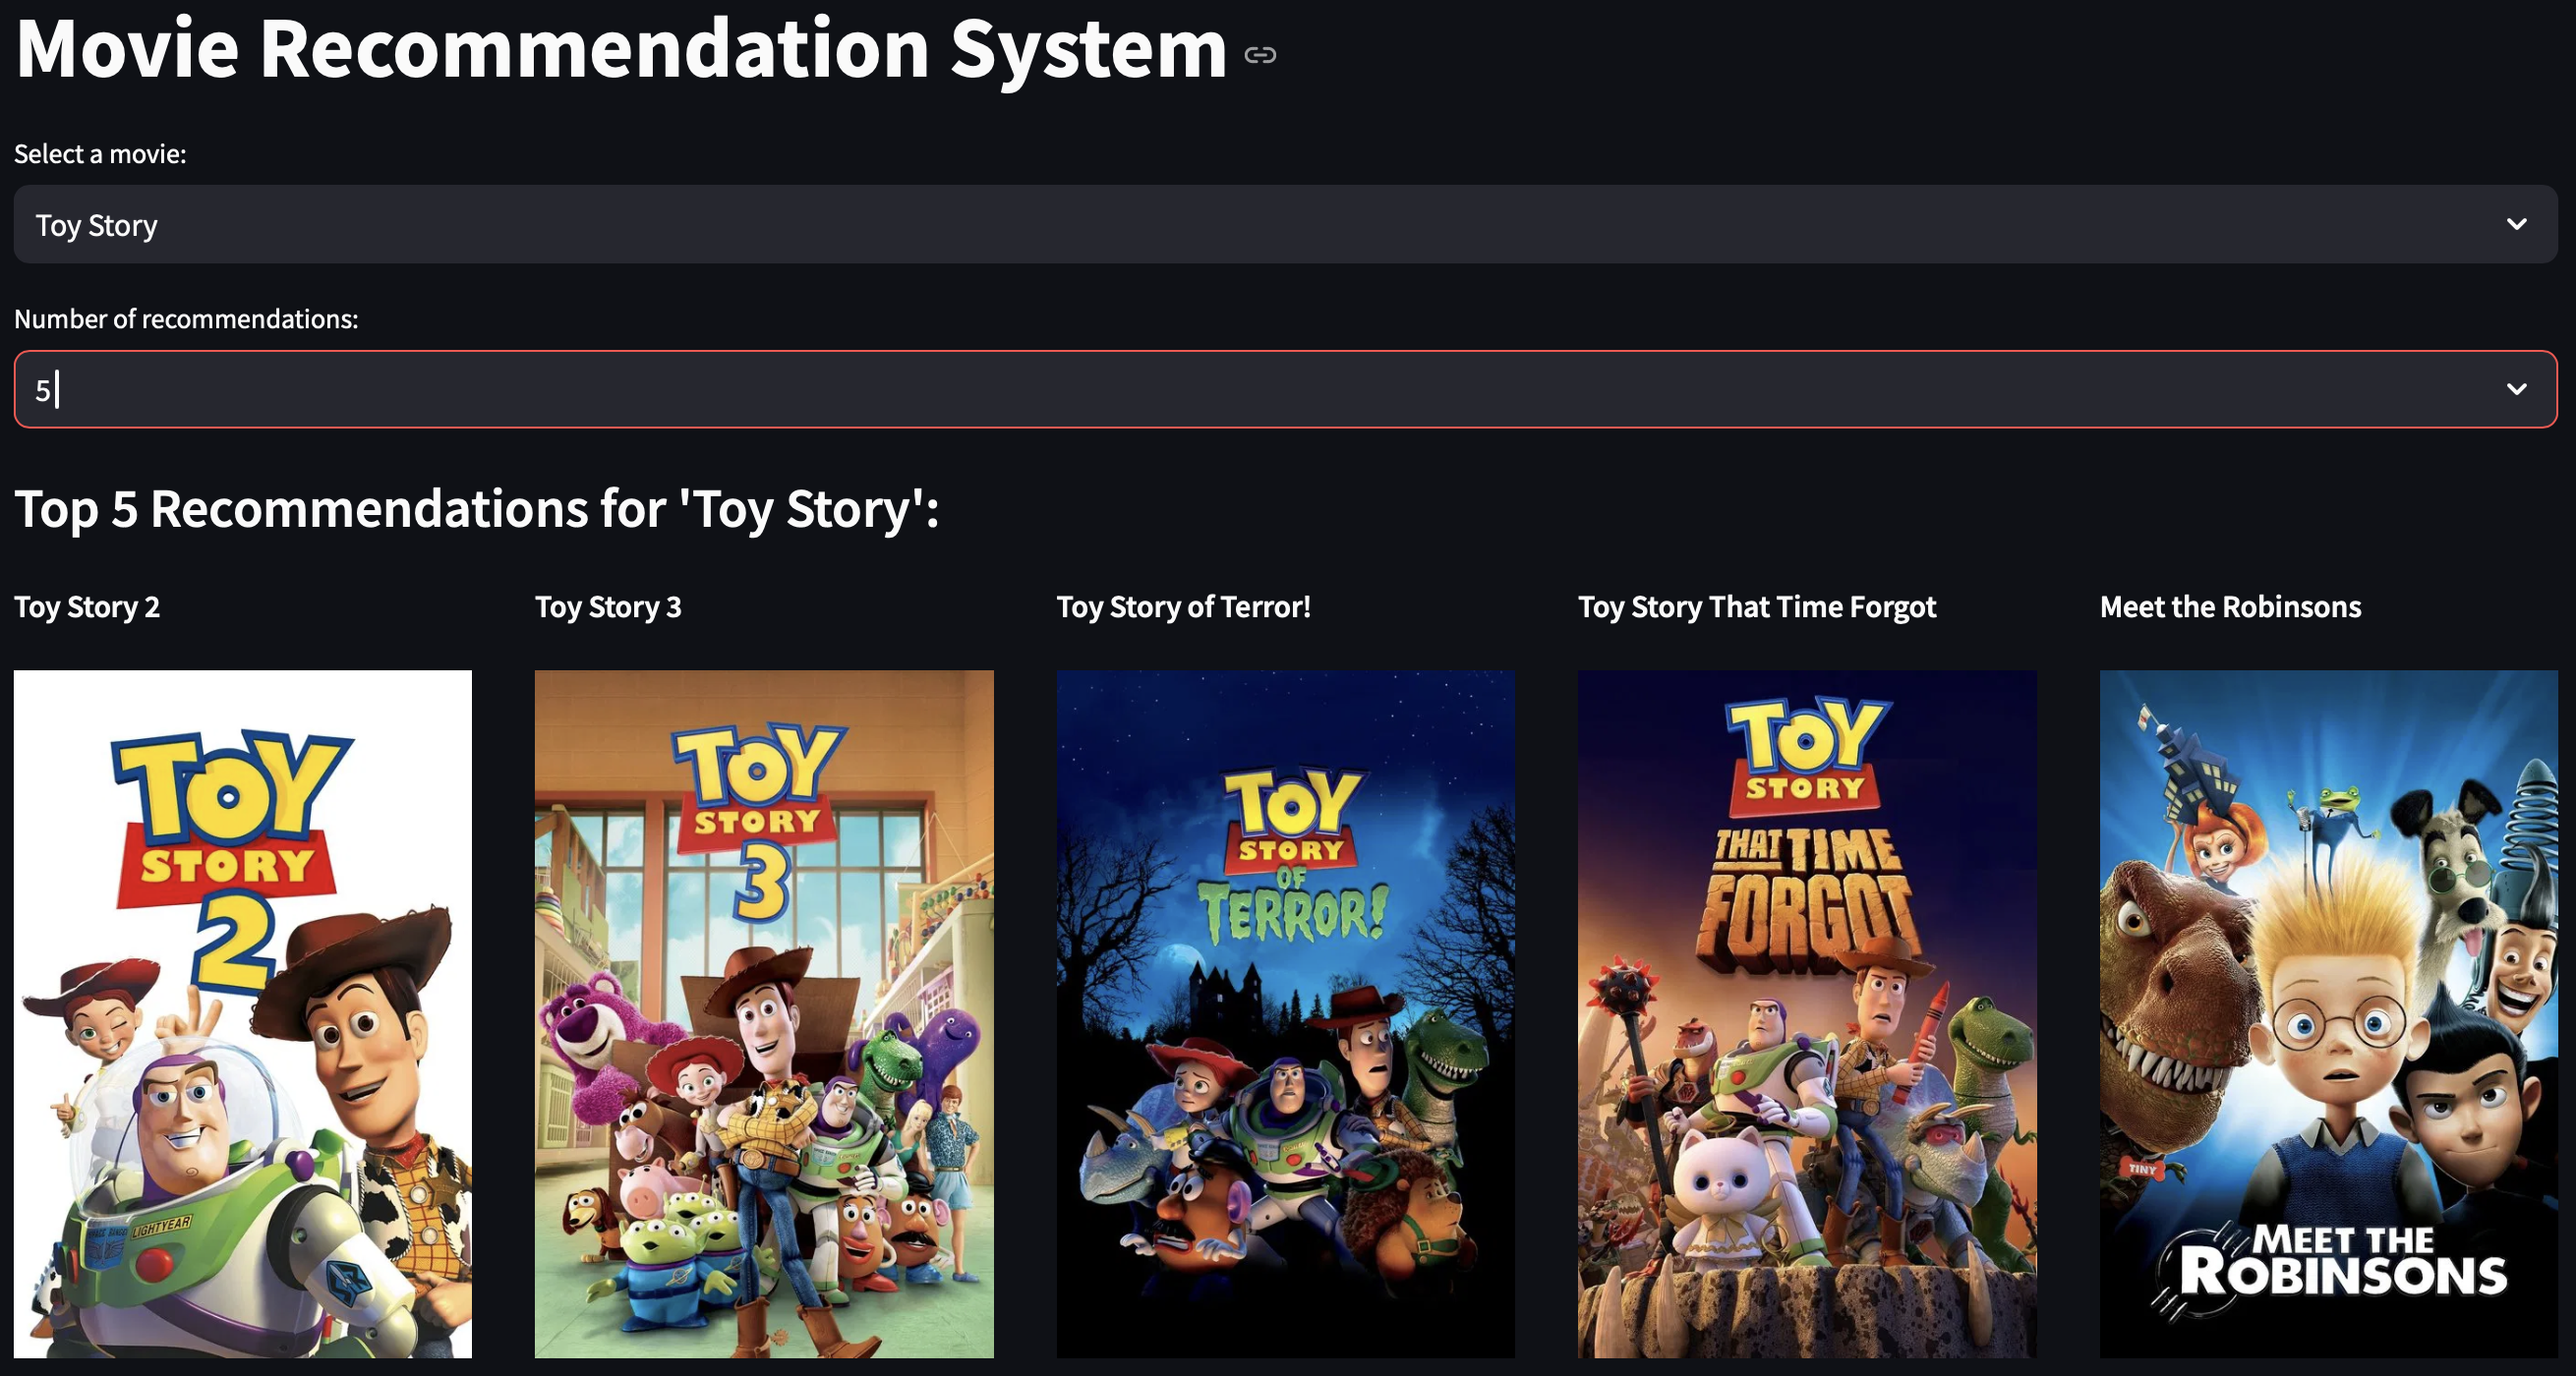 Movie Recommendation System
Select a movie:
Toy Story
Number of recommendations:
5
Top 5 Recommendations for 'Toy Story':
Toy Story 2
Toy Story 3
Toy Story of Terror!
Toy Story That Time Forgot
Meet the Robinsons
TOY
STORY
2
SPACE RANGER
LIGHTYEAR
TOY
STORY
3
TOY
STORY
OF
TERROR!
TOY
STORY
THAT TIME
FORGOT
TINY
MEET THE
ROBINSONS